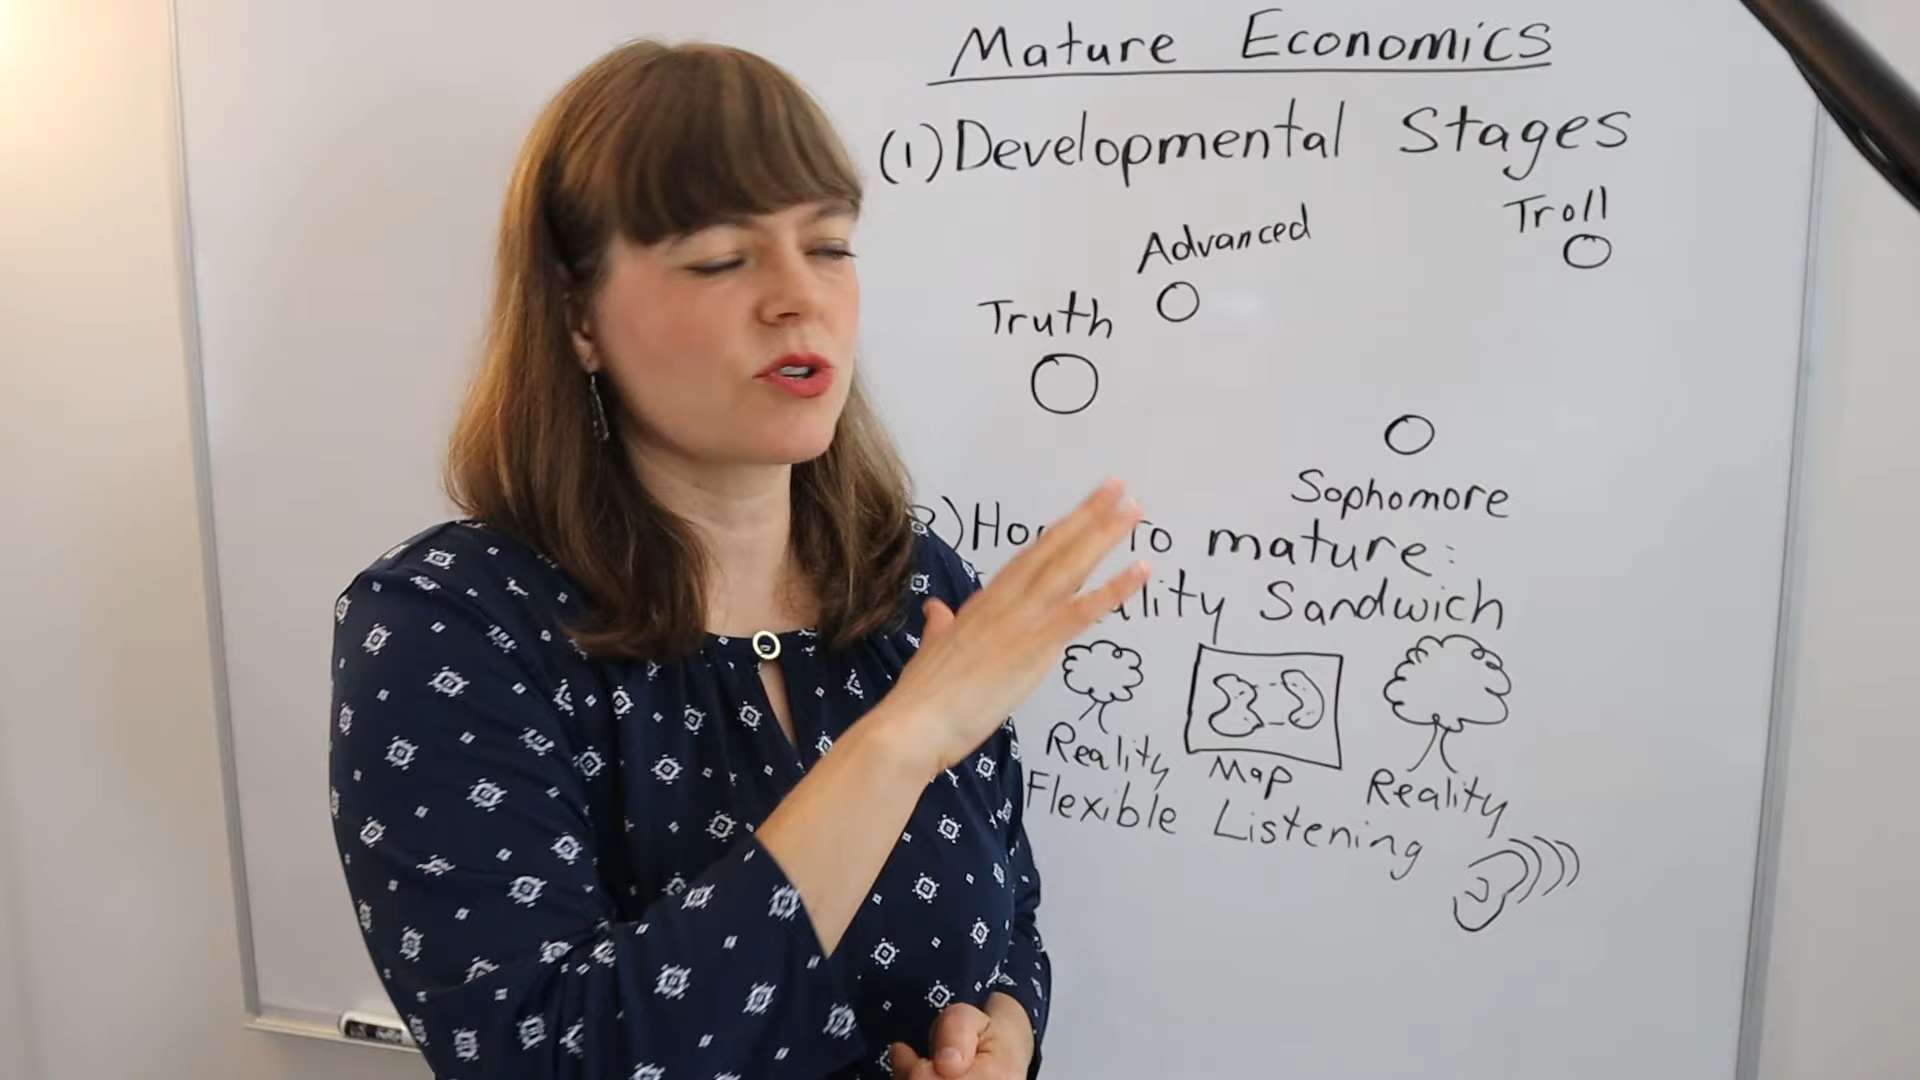 Mature Economics
(1) Developmental Stages
Troll
Advanced
Truth
Sophomore
to mature:
Sandwich
Reality
Map
Reality
Flexible Listening